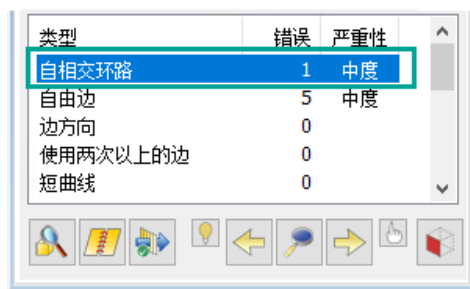 类型 错误 严重性
自相交环路 1 中度
自由边 5 中度
边方向 0
使用两次以上的边 0
短曲线 0